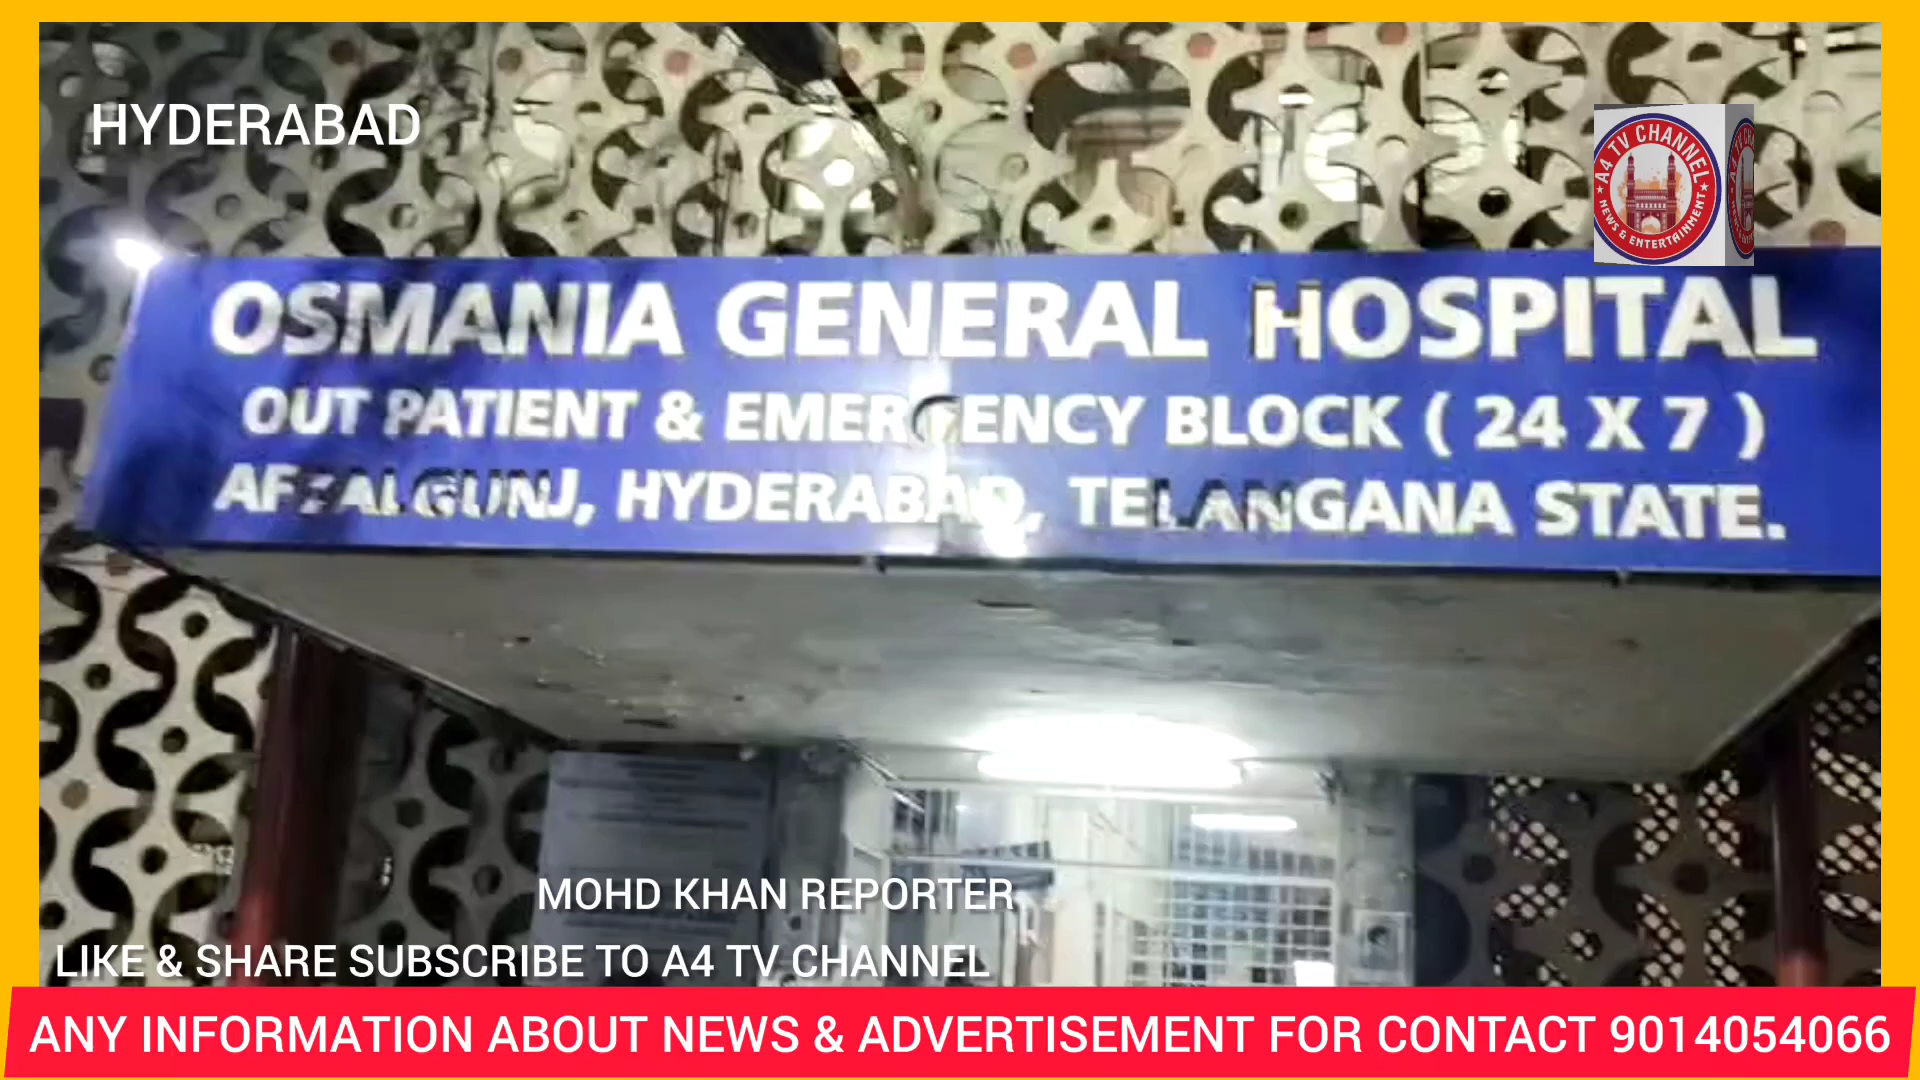 HYDERABAD
A4 TV CHANNEL
NEWS & ENTERTAINMENT
OSMANIA GENERAL HOSPITAL
OUT PATIENT & EMERGENCY BLOCK ( 24 X 7 )
AFZALGUNJ, HYDERABAD, TELANGANA STATE.
MOHD KHAN REPORTER
LIKE & SHARE SUBSCRIBE TO A4 TV CHANNEL
ANY INFORMATION ABOUT NEWS & ADVERTISEMENT FOR CONTACT 9014054066